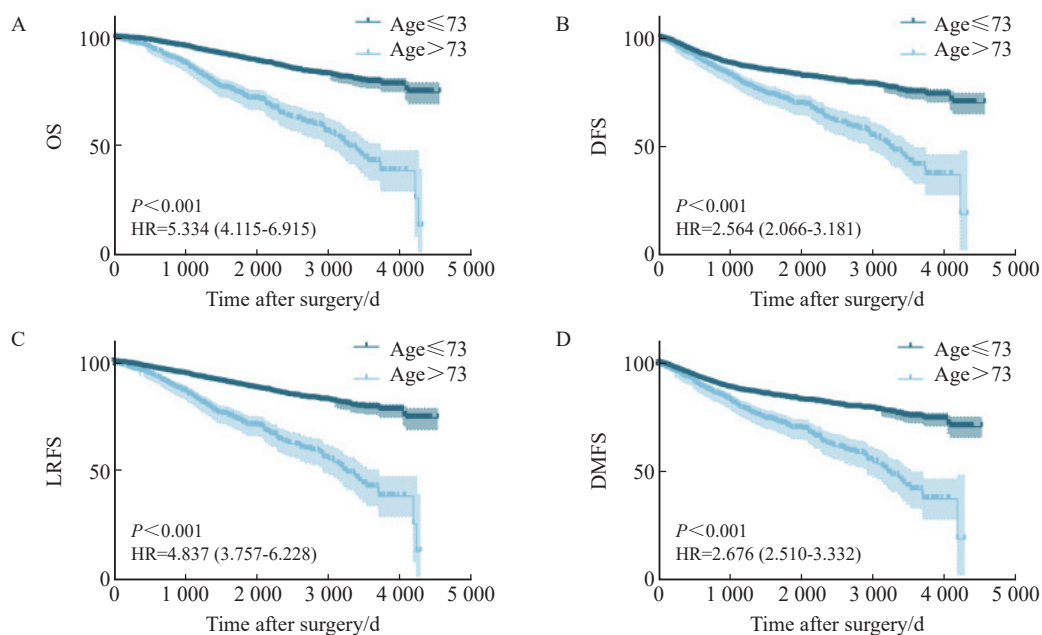 A
Age≤73
Age>73
100
50
0
OS
P<0.001
HR=5.334 (4.115-6.915)
0
1 000
2 000
3 000
4 000
5 000
Time after surgery/d
B
Age≤73
Age>73
100
50
0
DFS
P<0.001
HR=2.564 (2.066-3.181)
0
1 000
2 000
3 000
4 000
5 000
Time after surgery/d
C
Age≤73
Age>73
100
50
0
LRFS
P<0.001
HR=4.837 (3.757-6.228)
0
1 000
2 000
3 000
4 000
5 000
Time after surgery/d
D
Age≤73
Age>73
100
50
0
DMFS
P<0.001
HR=2.676 (2.510-3.332)
0
1 000
2 000
3 000
4 000
5 000
Time after surgery/d